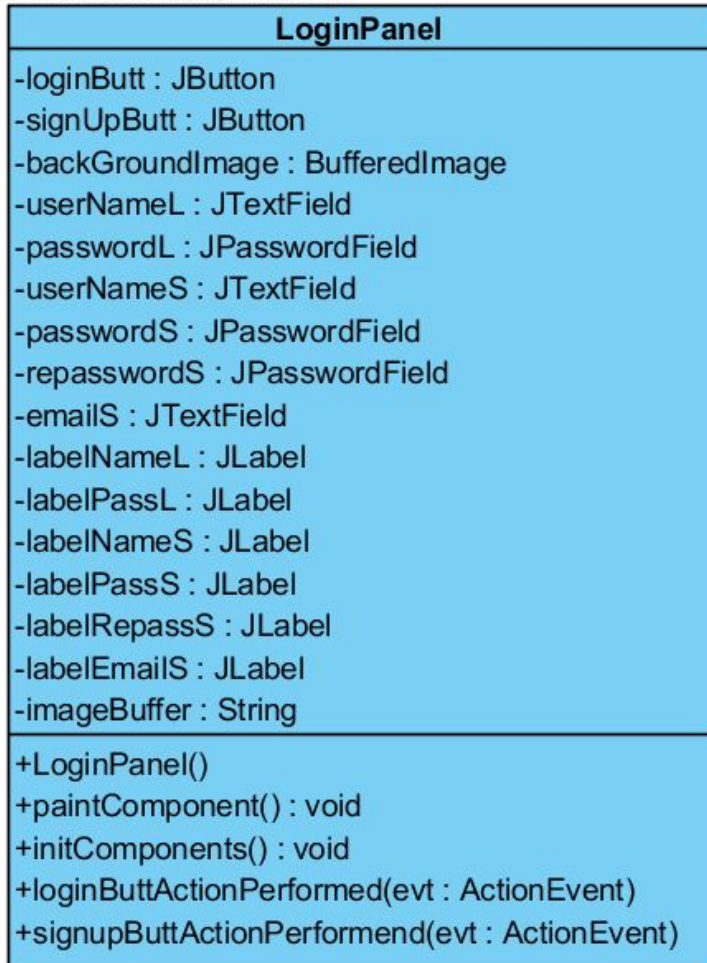 LoginPanel
-loginButt : JButton
-signUpButt : JButton
-backGroundImage : BufferedImage
-userNameL : JTextField
-passwordL : JPasswordField
-userNameS : JTextField
-passwordS : JPasswordField
-repasswordS : JPasswordField
-emailS : JTextField
-labelNameL : JLabel
-labelPassL : JLabel
-labelNameS : JLabel
-labelPassS : JLabel
-labelRepassS : JLabel
-labelEmailS : JLabel
-imageBuffer : String
+LoginPanel()
+paintComponent() : void
+initComponents() : void
+loginButtActionPerformed(evt : ActionEvent)
+signupButtActionPerformend(evt : ActionEvent)